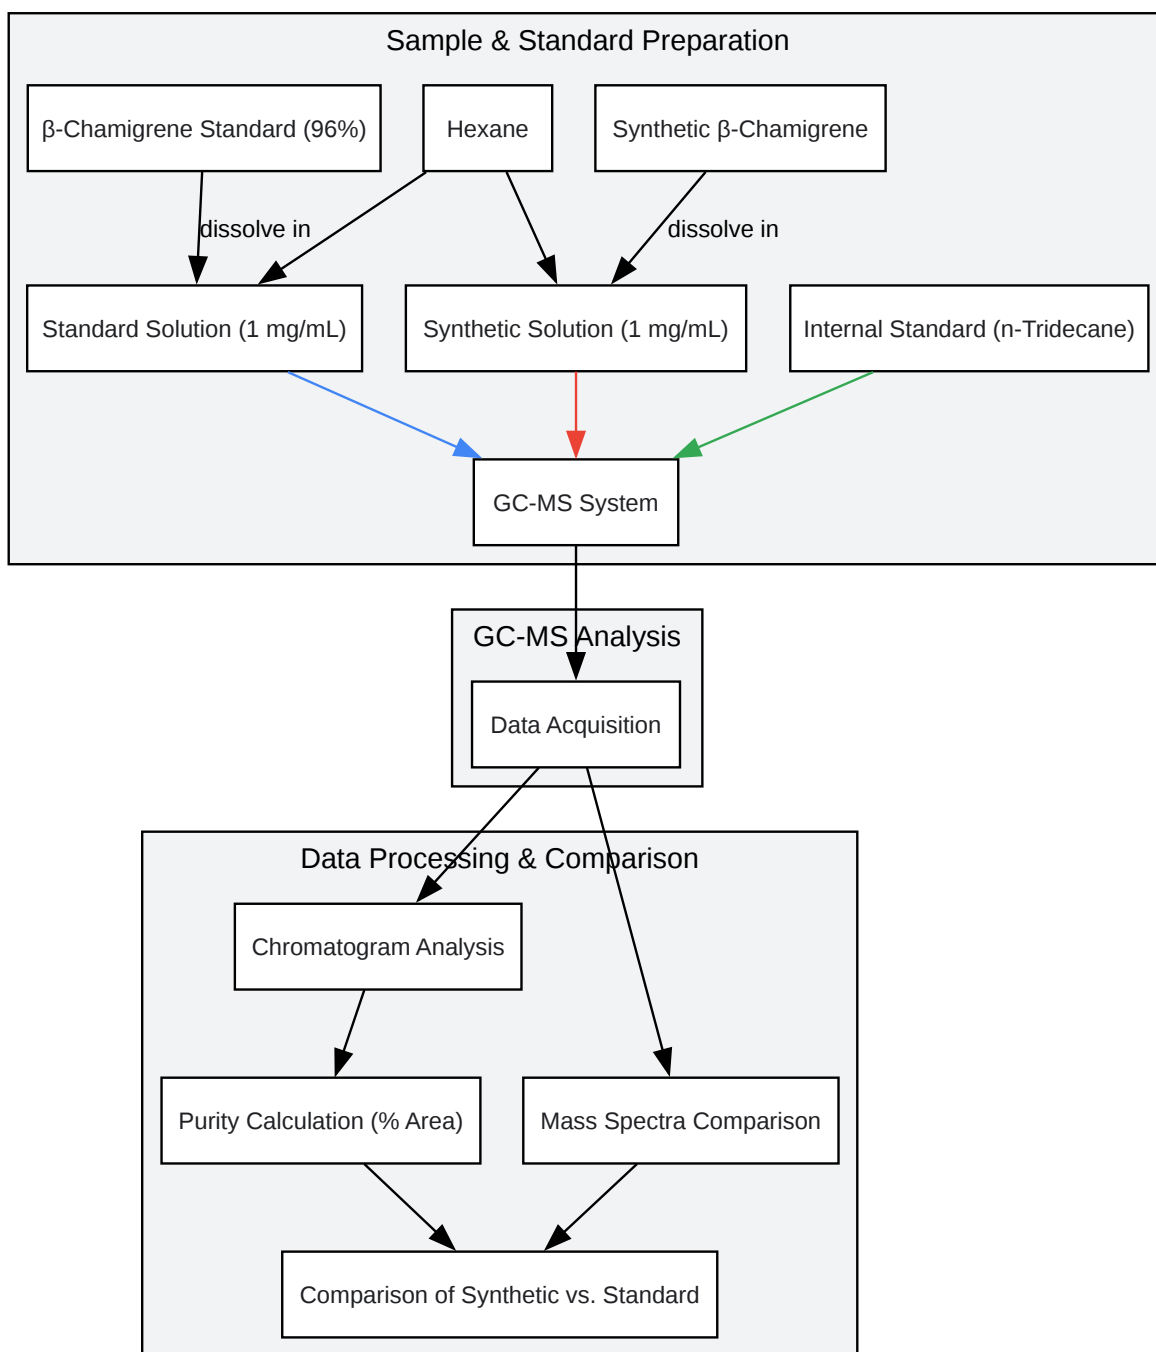 Sample & Standard Preparation
β-Chamigrene Standard (96%)
Hexane
Synthetic β-Chamigrene
dissolve in
dissolve in
Standard Solution (1 mg/mL)
Synthetic Solution (1 mg/mL)
Internal Standard (n-Tridecane)
GC-MS System
GC-MS Analysis
Data Acquisition
Data Processing & Comparison
Chromatogram Analysis
Purity Calculation (% Area)
Mass Spectra Comparison
Comparison of Synthetic vs. Standard